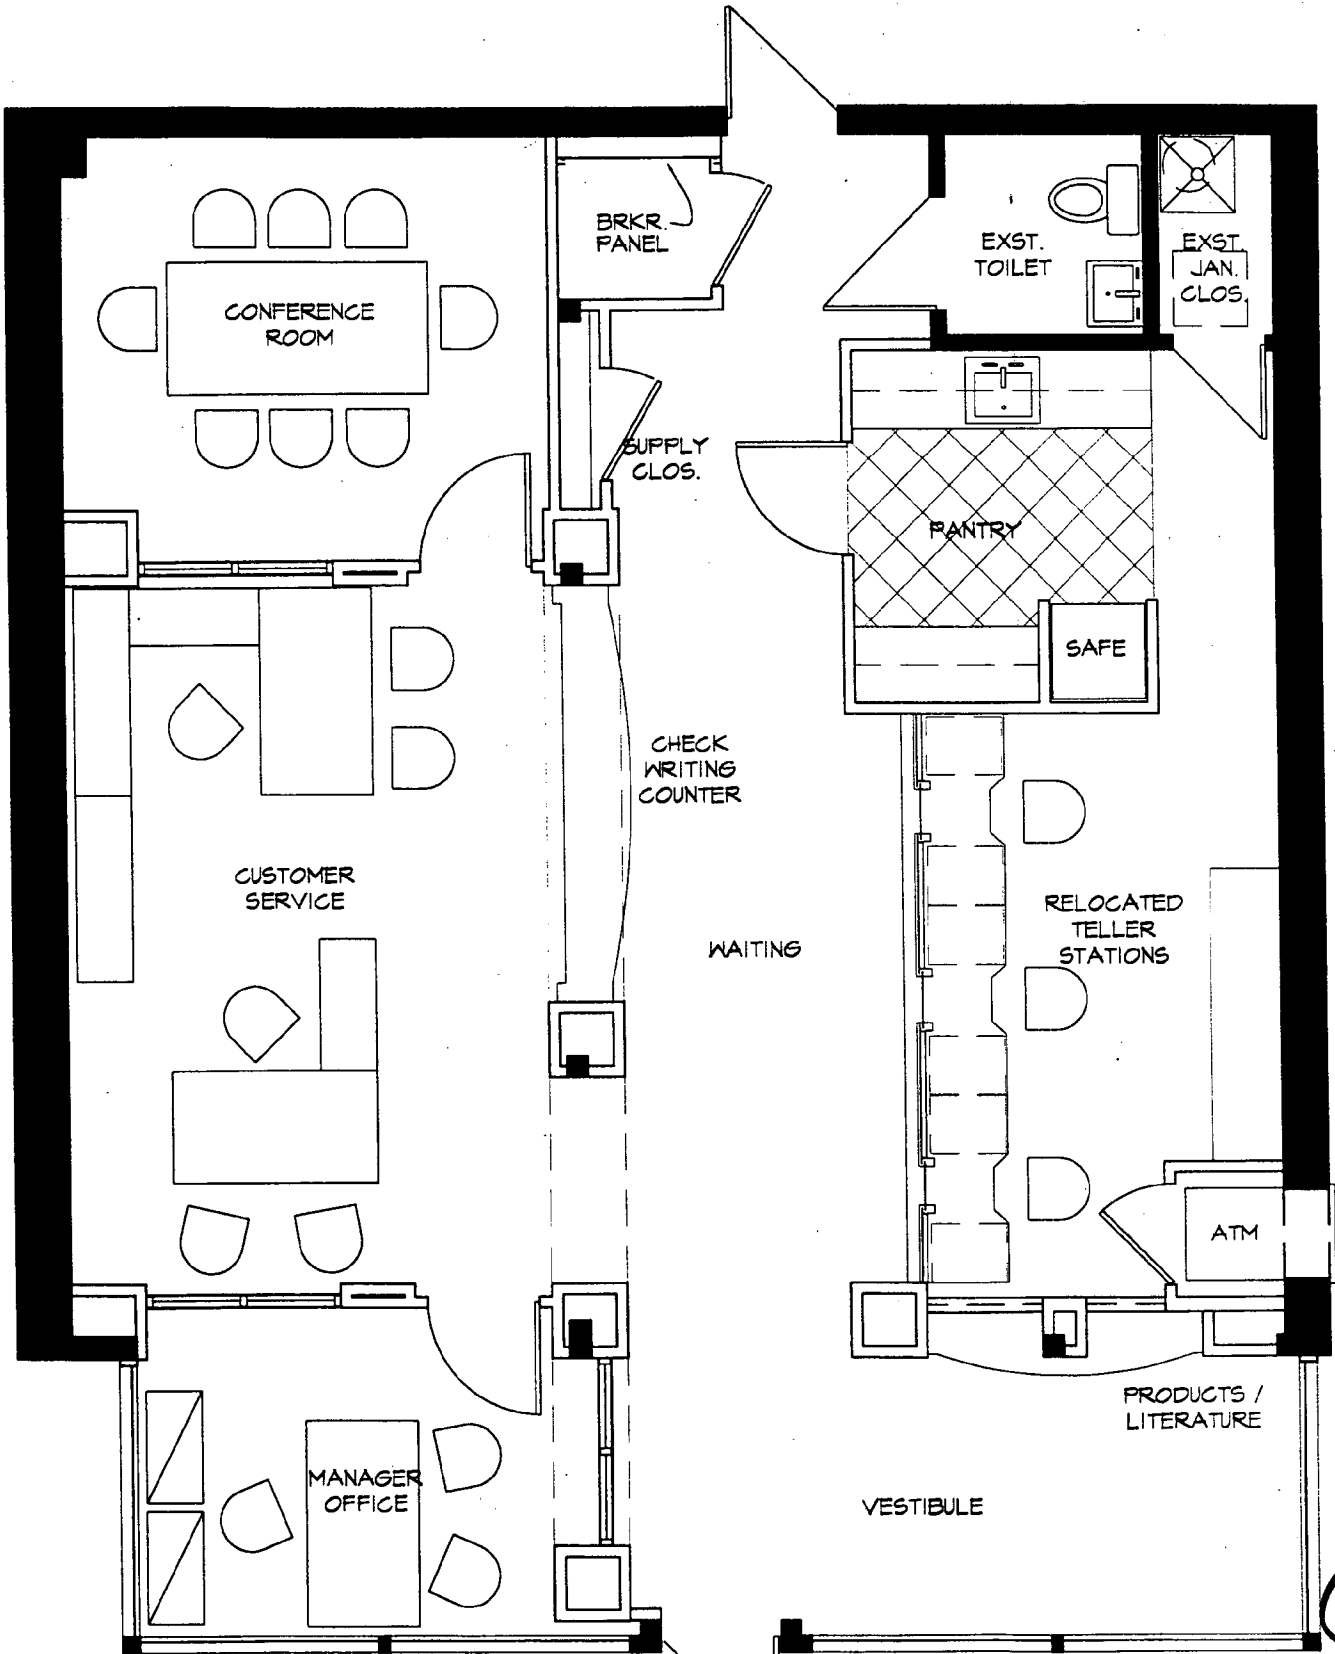 BRKR.
PANEL
EXST.
TOILET
EXST.
JAN.
CLOS.
CONFERENCE
ROOM
SUPPLY
CLOS.
PANTRY
SAFE
CHECK
WRITING
COUNTER
CUSTOMER
SERVICE
WAITING
RELOCATED
TELLER
STATIONS
ATM
PRODUCTS /
LITERATURE
MANAGER
OFFICE
VESTIBULE